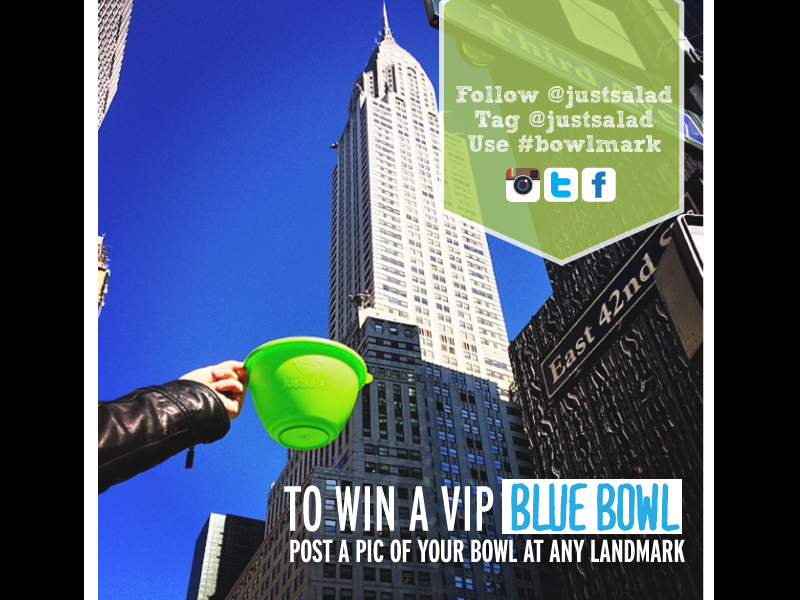 Third
Follow @justsalad
Tag @justsalad
Use #bowlmark
East 42nd S
justsalad
TO WIN A VIP BLUE BOWL
POST A PIC OF YOUR BOWL AT ANY LANDMARK